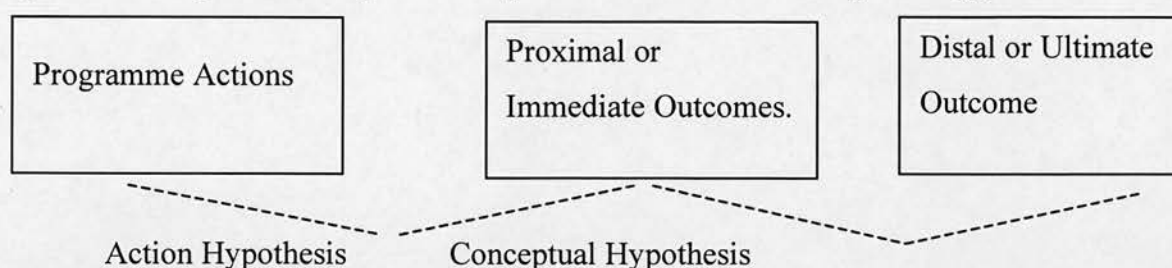 Programme Actions
Proximal or
Immediate Outcomes.
Distal or Ultimate
Outcome
Action Hypothesis
Conceptual Hypothesis